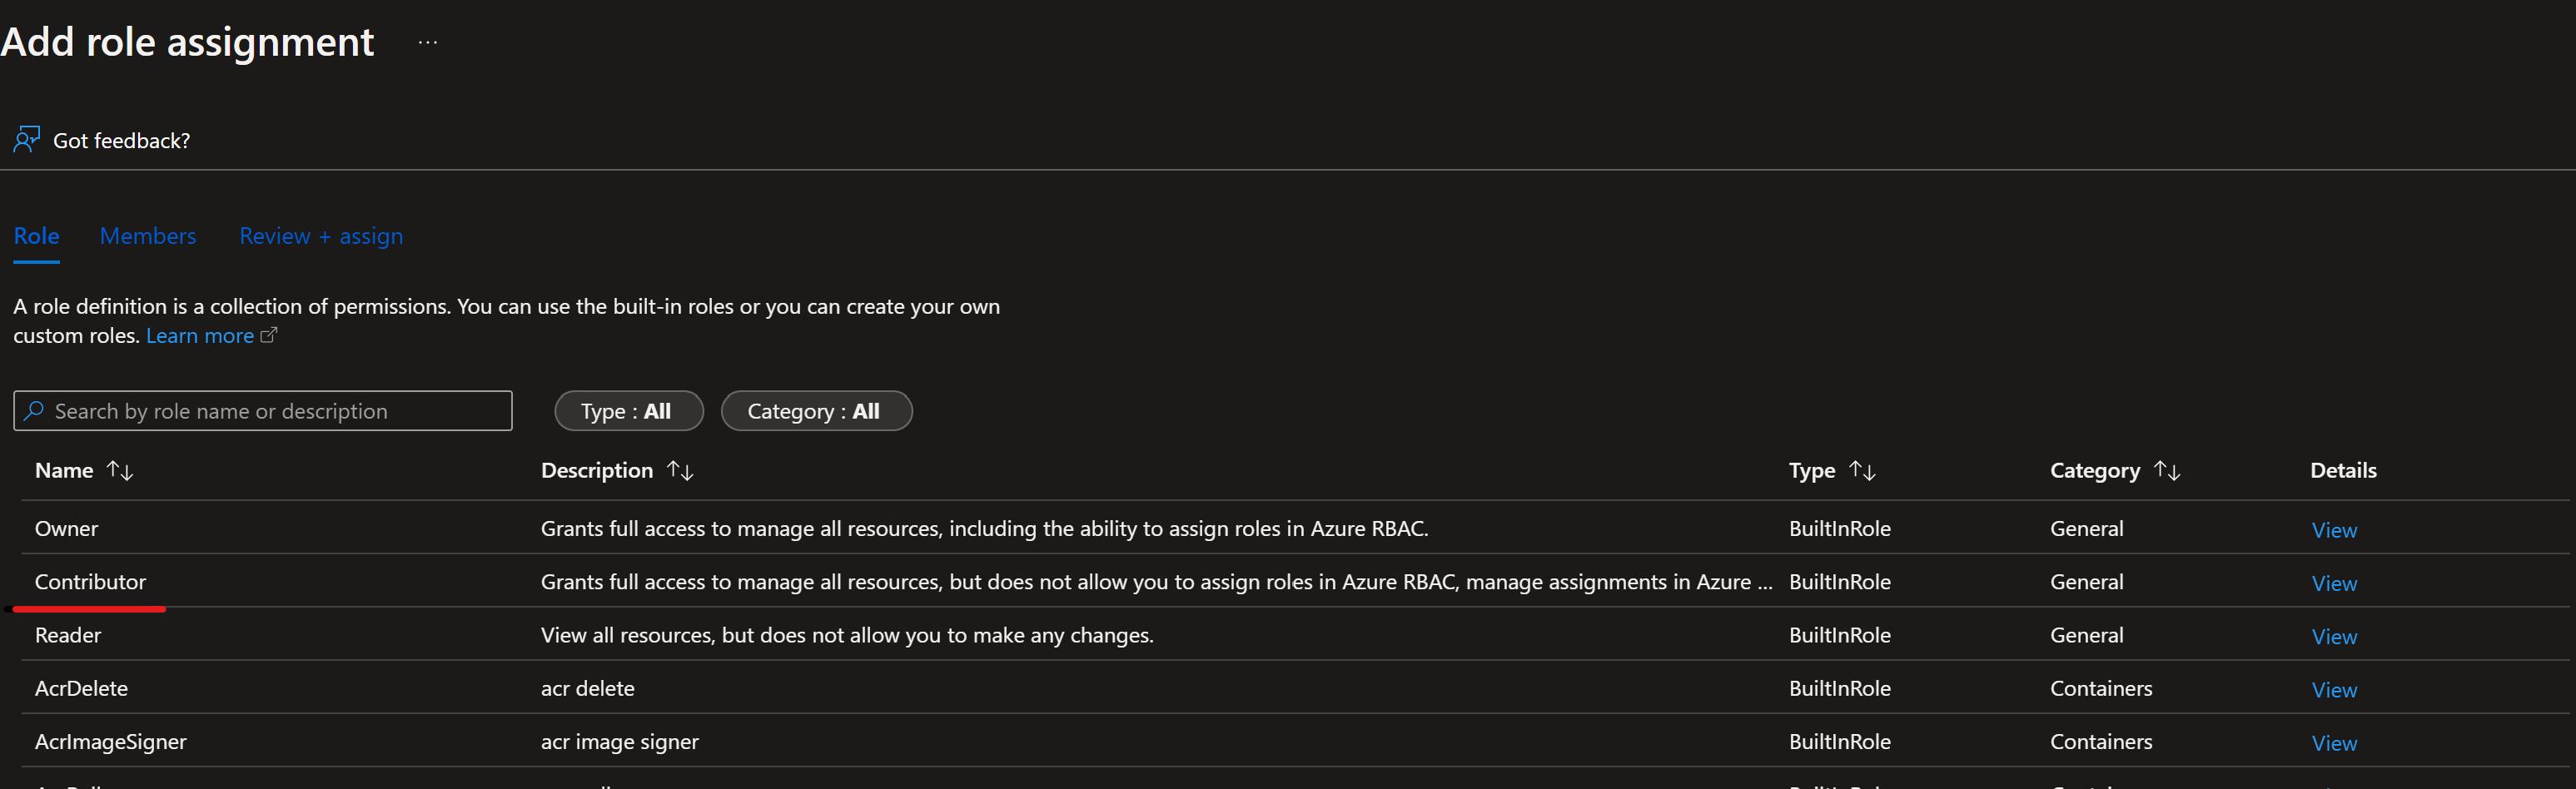 Add role assignment ...
Got feedback?
Role Members Review + assign
A role definition is a collection of permissions. You can use the built-in roles or you can create your own
custom roles. Learn more
Search by role name or description Type : All Category : All
Name Description Type Category Details
Owner Grants full access to manage all resources, including the ability to assign roles in Azure RBAC. BuiltInRole General View
Contributor Grants full access to manage all resources, but does not allow you to assign roles in Azure RBAC, manage assignments in Azure ... BuiltInRole General View
Reader View all resources, but does not allow you to make any changes. BuiltInRole General View
AcrDelete acr delete BuiltInRole Containers View
AcrImageSigner acr image signer BuiltInRole Containers View